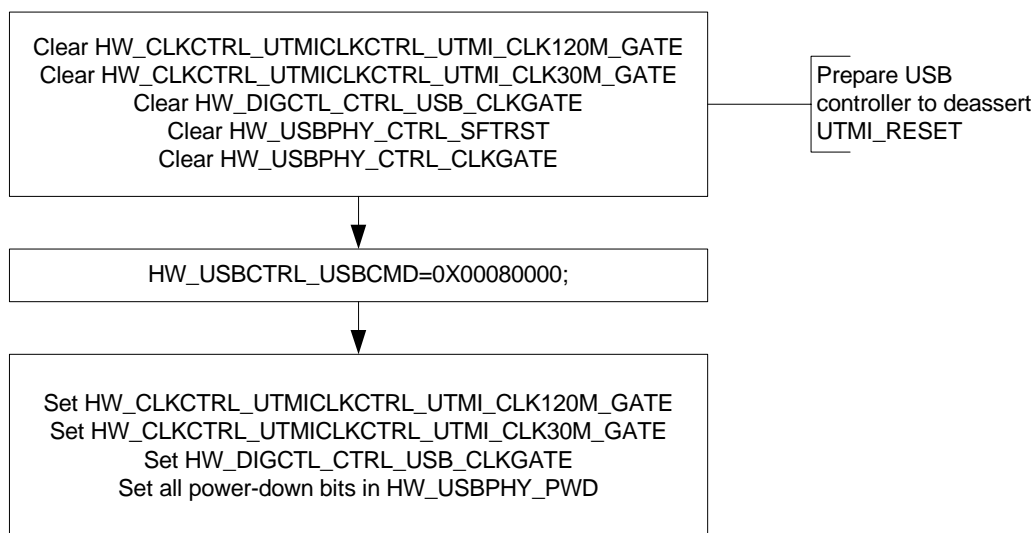 Clear HW_CLKCTRL_UTMICLKCTRL_UTMI_CLK120M_GATE
Clear HW_CLKCTRL_UTMICLKCTRL_UTMI_CLK30M_GATE
Clear HW_DIGCTL_CTRL_USB_CLKGATE
Clear HW_USBPHY_CTRL_SFTRST
Clear HW_USBPHY_CTRL_CLKGATE
Prepare USB
controller to deassert
UTMI_RESET
HW_USBCTRL_USBCMD=0X00080000;
Set HW_CLKCTRL_UTMICLKCTRL_UTMI_CLK120M_GATE
Set HW_CLKCTRL_UTMICLKCTRL_UTMI_CLK30M_GATE
Set HW_DIGCTL_CTRL_USB_CLKGATE
Set all power-down bits in HW_USBPHY_PWD